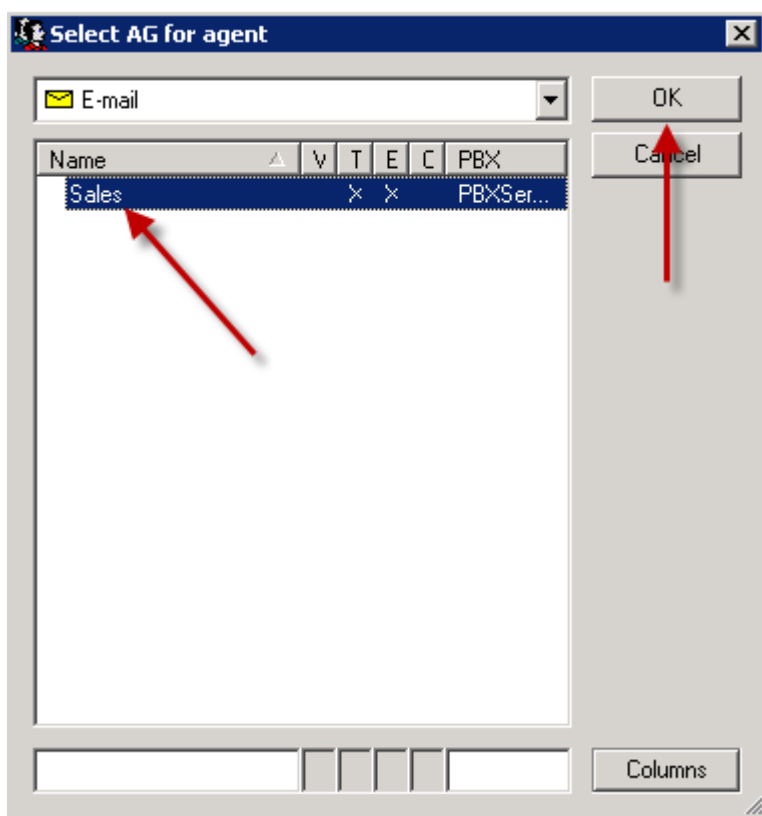 Select AG for agent
E-mail
OK
Cancel
Name V T E C PBX
Sales X X PBXSer...
Columns